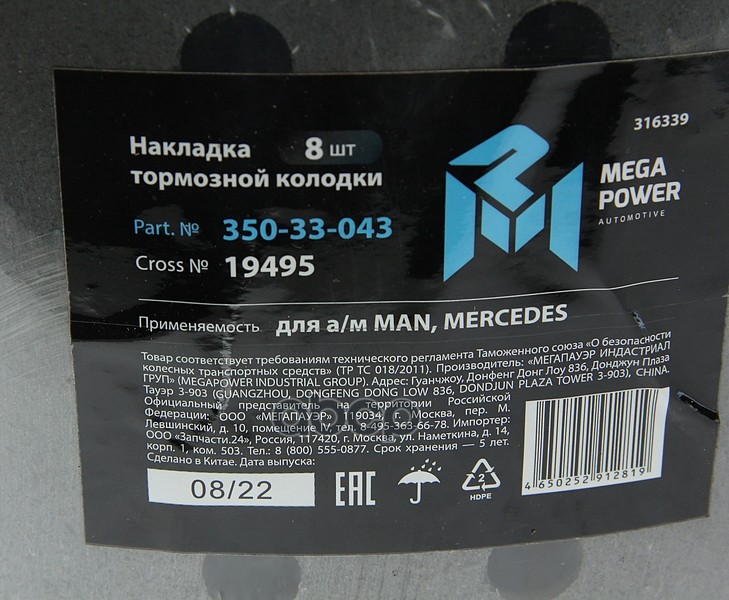 316339
Накладка 8 шт
тормозной колодки
MEGA
POWER
AUTOMOTIVE
Part. № 350-33-043
Cross № 19495
Применяемость для а/м MAN, MERCEDES
Товар соответствует требованиям технического регламента Таможенного союза «О безопасности
колесных транспортных средств» (ТР ТС 018/2011). Производитель: «МЕГАПАУЭР ИНДАСТРИАЛ
ГРУП» (MEGAPOWER INDUSTRIAL GROUP). Адрес: Гуанчжоу, Донфенг Донг Лоу 836, Донджун Плаза
Тауэр 3-903 (GUANGZHOU, DONGFENG DONG LOW 836, DONDJUN PLAZA TOWER 3-903), CHINA.
Официальный представитель на территории Российской
Федерации: ООО «МЕГАПАУЭР» 119034, г. Москва, пер. М.
Левшинский, д. 10, помещение II, тел. 8-495-363-66-78. Импортер:
ООО «Запчасти.24», Россия, 117420, г. Москва, ул. Наметкина, д. 14,
корп. 1, ком. 503. Тел.: 8 (800) 555-0877. Срок хранения — 5 лет.
Сделано в Китае. Дата выпуска:
08/22
EAC
2
HDPE
4 650252 912819